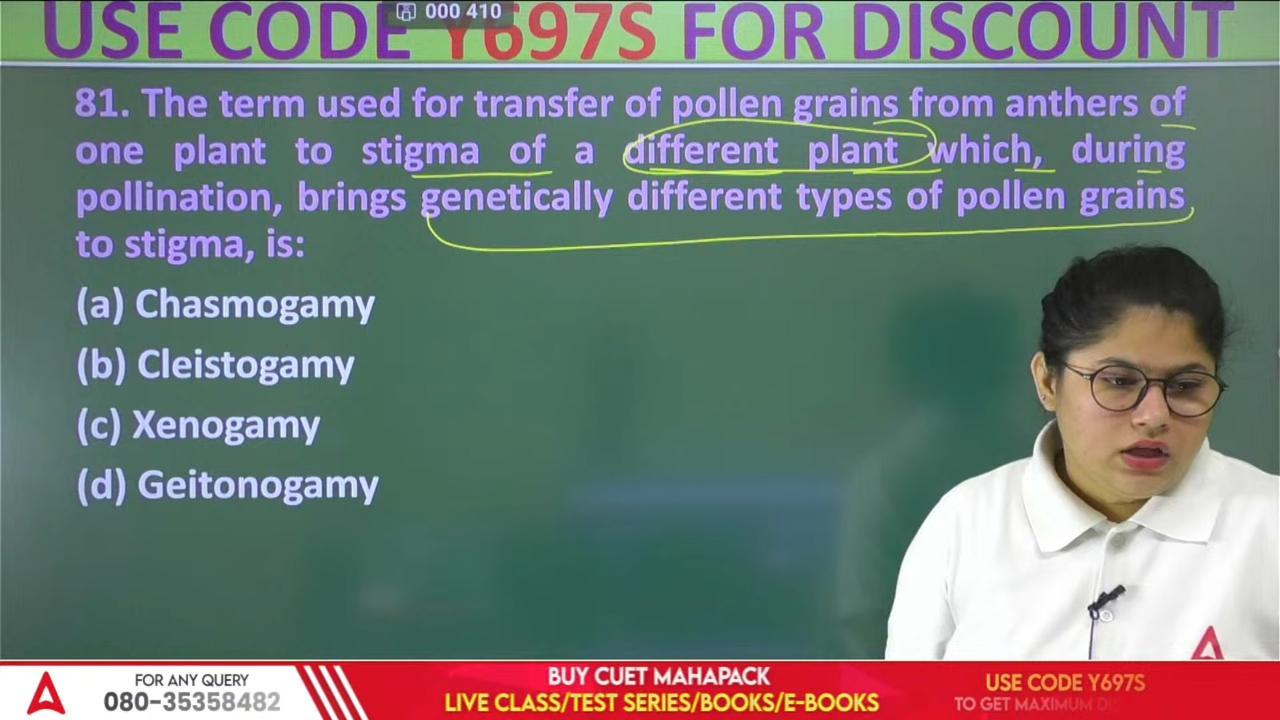 USE CODE Y697S FOR DISCOUNT
000 410
81. The term used for transfer of pollen grains from anthers of
one plant to stigma of a different plant which, during
pollination, brings genetically different types of pollen grains
to stigma, is:
(a) Chasmogamy
(b) Cleistogamy
(c) Xenogamy
(d) Geitonogamy
FOR ANY QUERY
080-35358482
BUY CUET MAHAPACK
LIVE CLASS/TEST SERIES/BOOKS/E-BOOKS
USE CODE Y697S
TO GET MAXIMUM